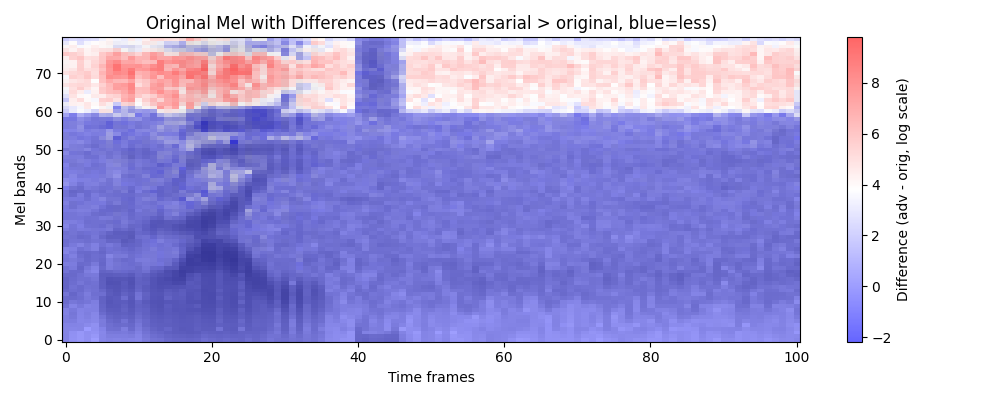 Original Mel with Differences (red=adversarial > original, blue=less)
Mel bands
70
60
50
40
30
20
10
0
0 20 40 60 80 100
Time frames
8
6
4
2
0
−2
Difference (adv - orig, log scale)